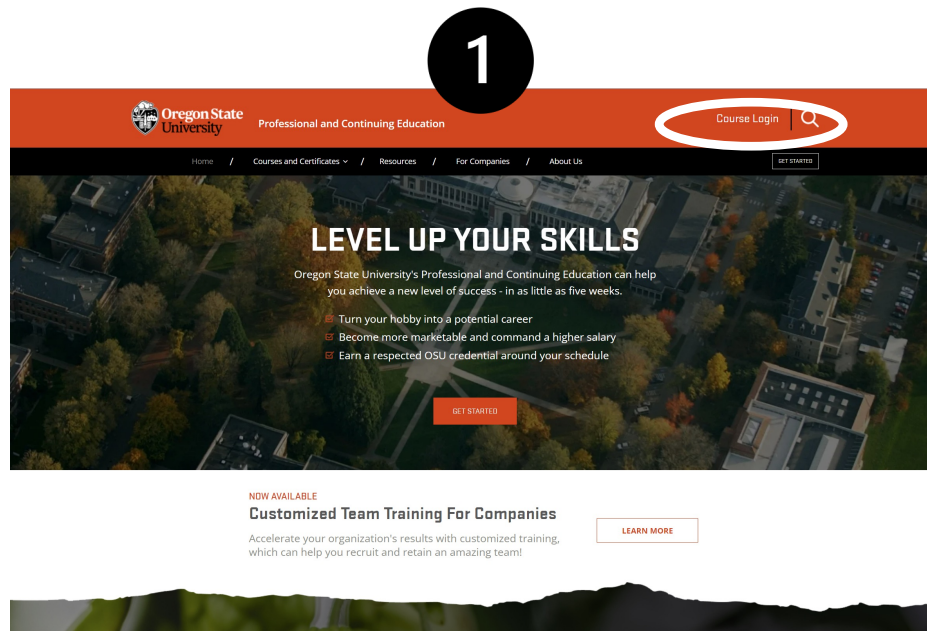 1
Oregon State
University
Professional and Continuing Education
Course Login
Home / Courses and Certificates / Resources / For Companies / About Us
GET STARTED
LEVEL UP YOUR SKILLS
Oregon State University's Professional and Continuing Education can help
you achieve a new level of success - in as little as five weeks.
Turn your hobby into a potential career
Become more marketable and command a higher salary
Earn a respected OSU credential around your schedule
GET STARTED
NOW AVAILABLE
Customized Team Training For Companies
Accelerate your organization's results with customized training,
which can help you recruit and retain an amazing team!
LEARN MORE